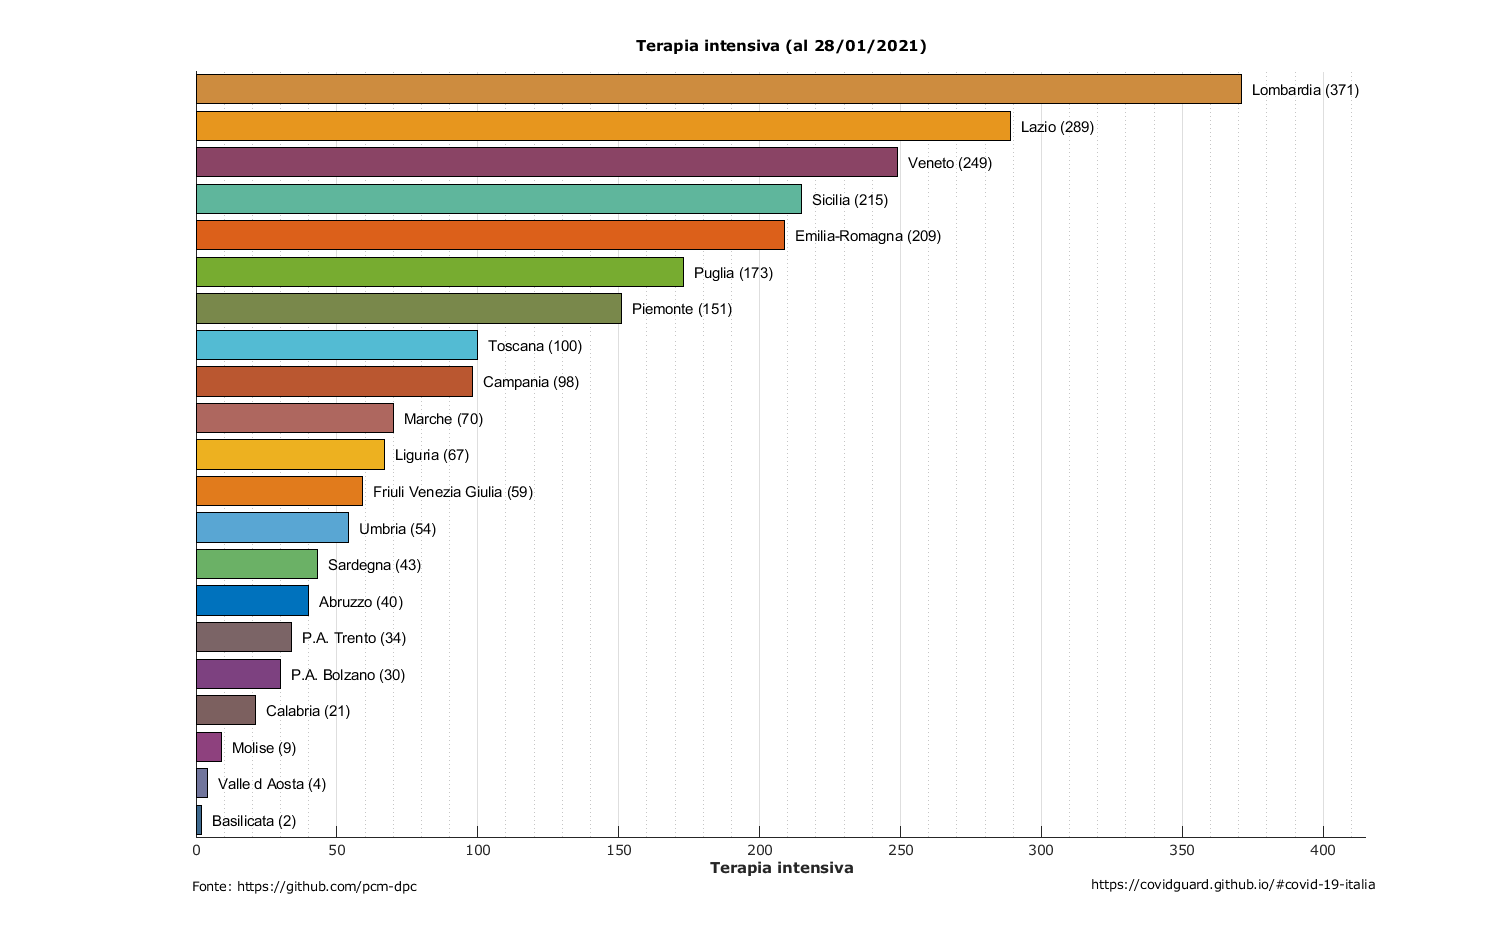 Terapia intensiva (al 28/01/2021)
Lombardia (371)
Lazio (289)
Veneto (249)
Sicilia (215)
Emilia-Romagna (209)
Puglia (173)
Piemonte (151)
Toscana (100)
Campania (98)
Marche (70)
Liguria (67)
Friuli Venezia Giulia (59)
Umbria (54)
Sardegna (43)
Abruzzo (40)
P.A. Trento (34)
P.A. Bolzano (30)
Calabria (21)
Molise (9)
Valle d Aosta (4)
Basilicata (2)
0 50 100 150 200 250 300 350 400
Terapia intensiva
Fonte: https://github.com/pcm-dpc
https://covidguard.github.io/#covid-19-italia